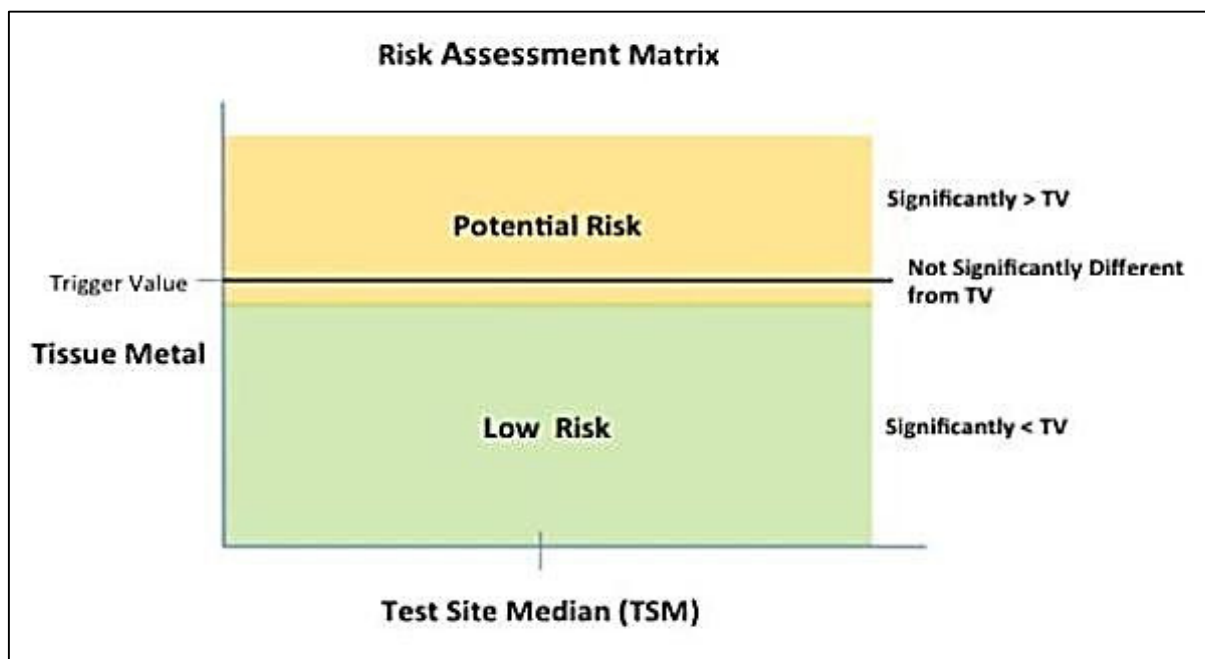 Risk Assessment Matrix
Significantly > TV
Potential Risk
Trigger Value
Not Significantly Different
from TV
Tissue Metal
Low Risk
Significantly < TV
Test Site Median (TSM)